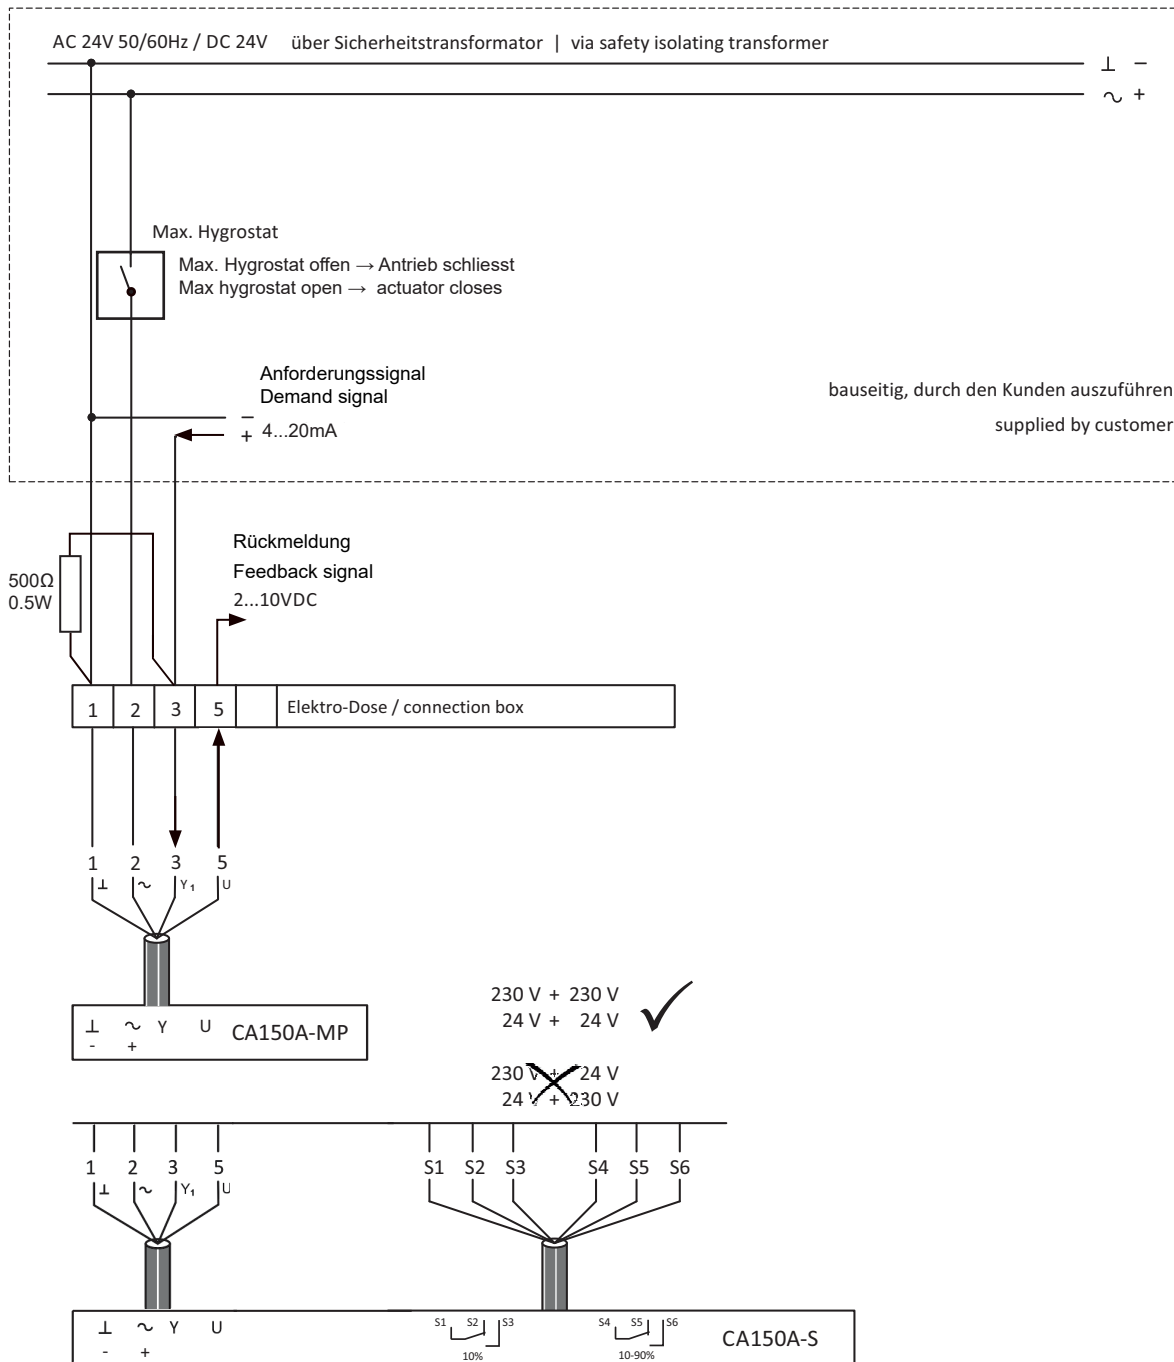 AC 24V 50/60Hz / DC 24V über Sicherheitstransformator | via safety isolating transformer
⊥ −
~ +
Max. Hygrostat
Max. Hygrostat offen → Antrieb schliesst
Max hygrostat open → actuator closes
Anforderungssignal
Demand signal
−
+ 4...20mA
bauseitig, durch den Kunden auszuführen
supplied by customer
Rückmeldung
Feedback signal
2...10VDC
500Ω
0.5W
1 2 3 5 Elektro-Dose / connection box
1 2 3 5
⊥ ~ Y1 U
⊥ ~ Y U CA150A-MP
- +
230 V + 230 V
24 V + 24 V
230 V + 24 V
24 V + 230 V
1 2 3 5 S1 S2 S3 S4 S5 S6
⊥ ~ Y1 U
⊥ ~ Y U S1 S2 S3 S4 S5 S6 CA150A-S
- + 10% 10-90%